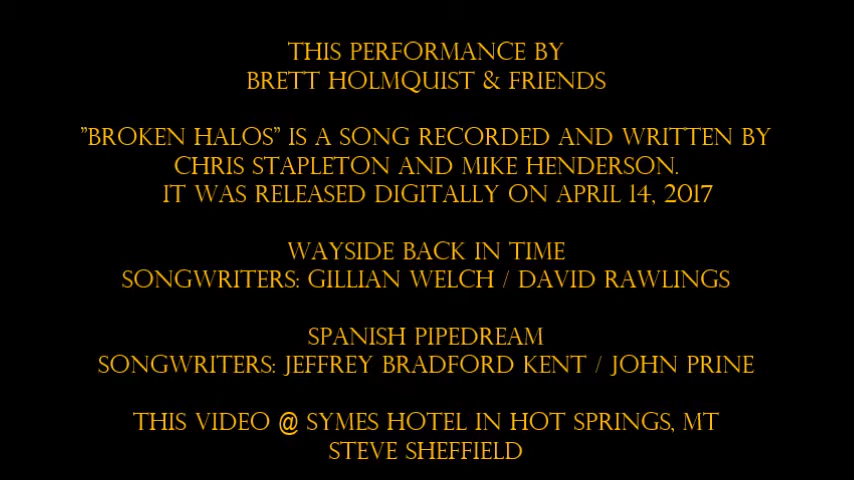 THIS PERFORMANCE BY
BRETT HOLMQUIST & FRIENDS
"BROKEN HALOS" IS A SONG RECORDED AND WRITTEN BY
CHRIS STAPLETON AND MIKE HENDERSON.
IT WAS RELEASED DIGITALLY ON APRIL 14, 2017
WAYSIDE BACK IN TIME
SONGWRITERS: GILLIAN WELCH / DAVID RAWLINGS
SPANISH PIPEDREAM
SONGWRITERS: JEFFREY BRADFORD KENT / JOHN PRINE
THIS VIDEO @ SYMES HOTEL IN HOT SPRINGS, MT
STEVE SHEFFIELD